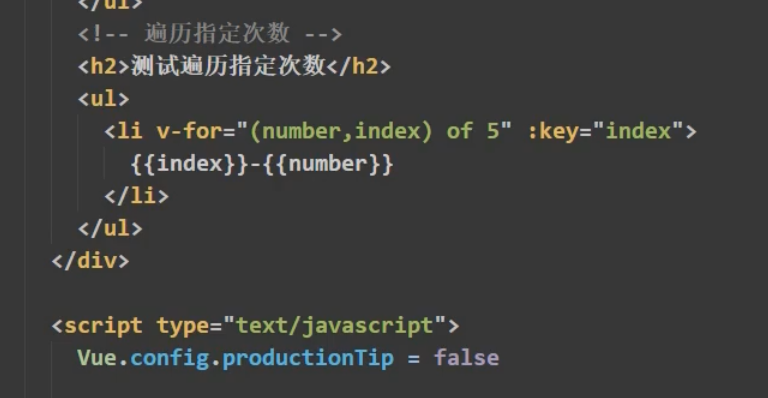 </ul>
<!-- 遍历指定次数 -->
<h2>测试遍历指定次数</h2>
<ul>
<li v-for="(number,index) of 5" :key="index">
{{index}}-{{number}}
</li>
</ul>
</div>
<script type="text/javascript">
Vue.config.productionTip = false